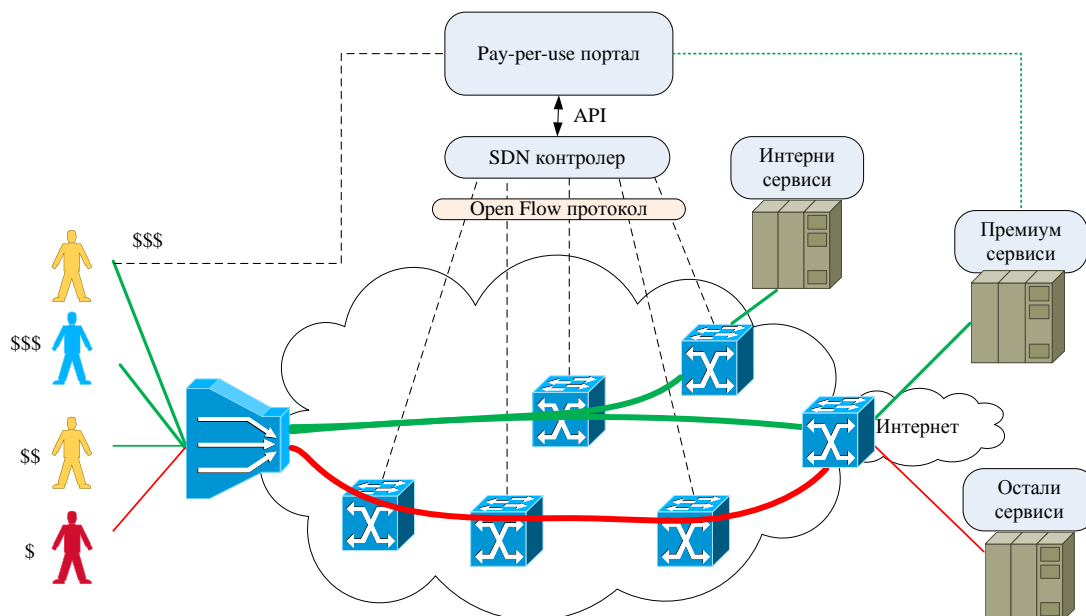 Pay-per-use портал
API
SDN контролер
Интерни
сервиси
Open Flow протокол
Премиум
сервиси
$$$
$$$
Интернет
$$
Остали
сервиси
$